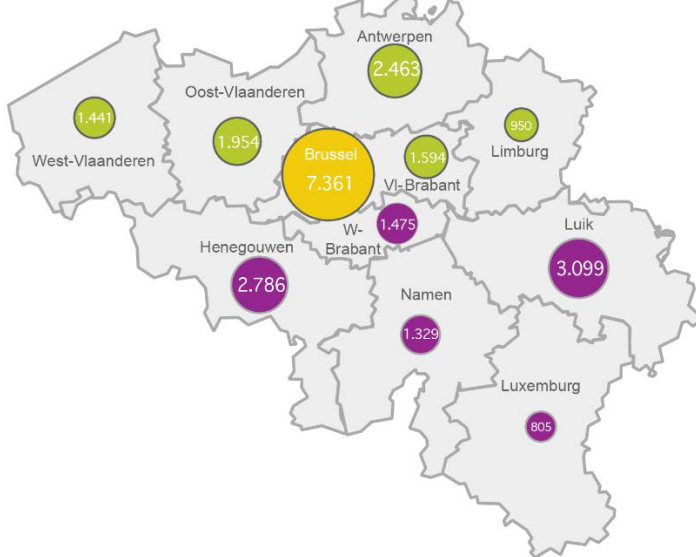 Antwerpen
2.463
Oost-Vlaanderen
1.954
1.441
West-Vlaanderen
950
Limburg
Brussel
7.361
1.594
Vl-Brabant
1.475
W-
Brabant
Henegouwen
2.786
Luik
3.099
Namen
1.329
Luxemburg
805